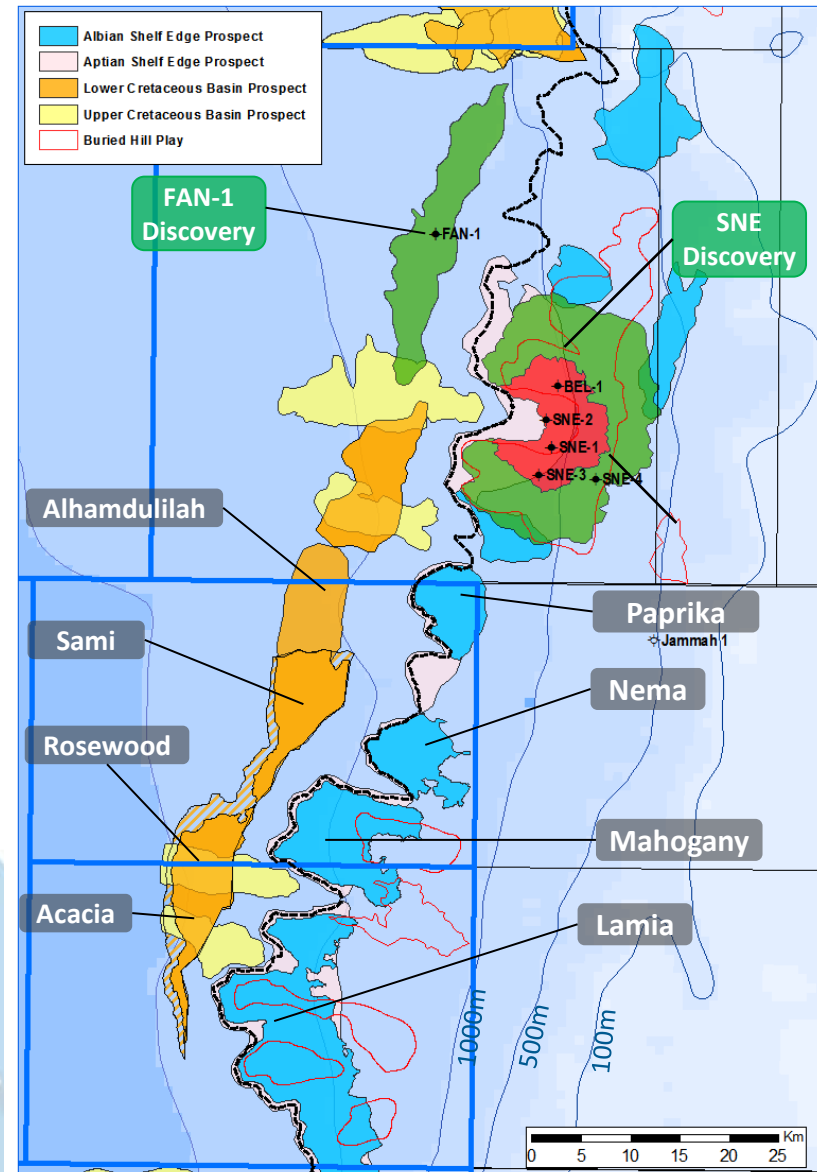 Albian Shelf Edge Prospect
Aptian Shelf Edge Prospect
Lower Cretaceous Basin Prospect
Upper Cretaceous Basin Prospect
Buried Hill Play
FAN-1
Discovery
FAN-1
SNE
Discovery
BEL-1
SNE-2
SNE-1
SNE-3
SNE-4
Alhamdulilah
Paprika
Jammah 1
Sami
Nema
Rosewood
Mahogany
Acacia
Lamia
1000m
500m
100m
Km
0 5 10 15 20 25